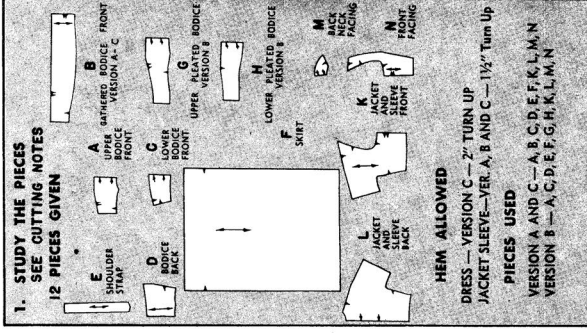 1. STUDY THE PIECES
SEE CUTTING NOTES
12 PIECES GIVEN
E
SHOULDER
STRAP
A
UPPER
BODICE
FRONT
B
GATHERED BODICE FRONT
VERSION A - C
D
BODICE
BACK
C
LOWER
BODICE
FRONT
G
UPPER PLEATED BODICE
VERSION B
H
LOWER PLEATED BODICE
VERSION B
F
SKIRT
M
BACK
NECK
FACING
N
FRONT
FACING
L
JACKET
AND
SLEEVE
BACK
K
JACKET
AND
SLEEVE
FRONT
HEM ALLOWED
DRESS — VERSION C — 2" TURN UP
JACKET SLEEVE—VER. A, B AND C — 1½" Turn Up
PIECES USED
VERSION A AND C — A, B, C, D, E, F, K, L, M, N
VERSION B — A, C, D, E, F, G, H, K, L, M, N